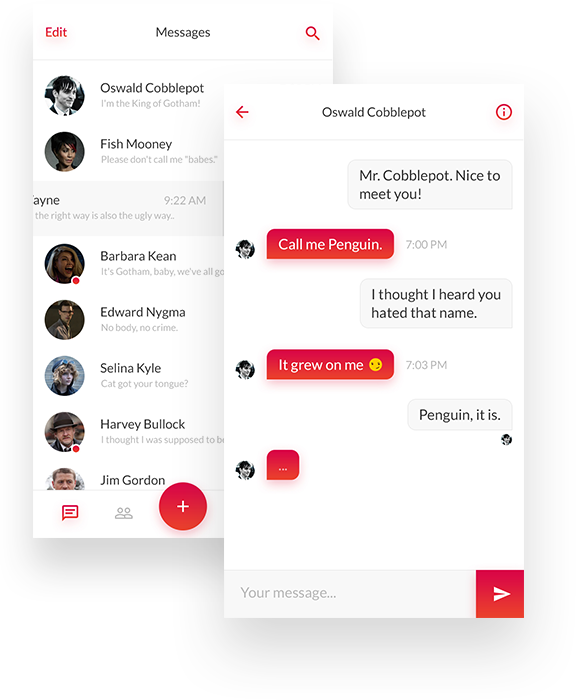 Edit
Messages
Oswald Cobblepot
I'm the King of Gotham!
Fish Mooney
Please don't call me "babes."
ayne
9:22 AM
the right way is also the ugly way..
Barbara Kean
It's Gotham, baby, we've all go
Edward Nygma
No body, no crime.
Selina Kyle
Cat got your tongue?
Harvey Bullock
I thought I was supposed to be
Jim Gordon
Oswald Cobblepot
Mr. Cobblepot. Nice to
meet you!
Call me Penguin.
7:00 PM
I thought I heard you
hated that name.
It grew on me 😏
7:03 PM
Penguin, it is.
...
Your message...